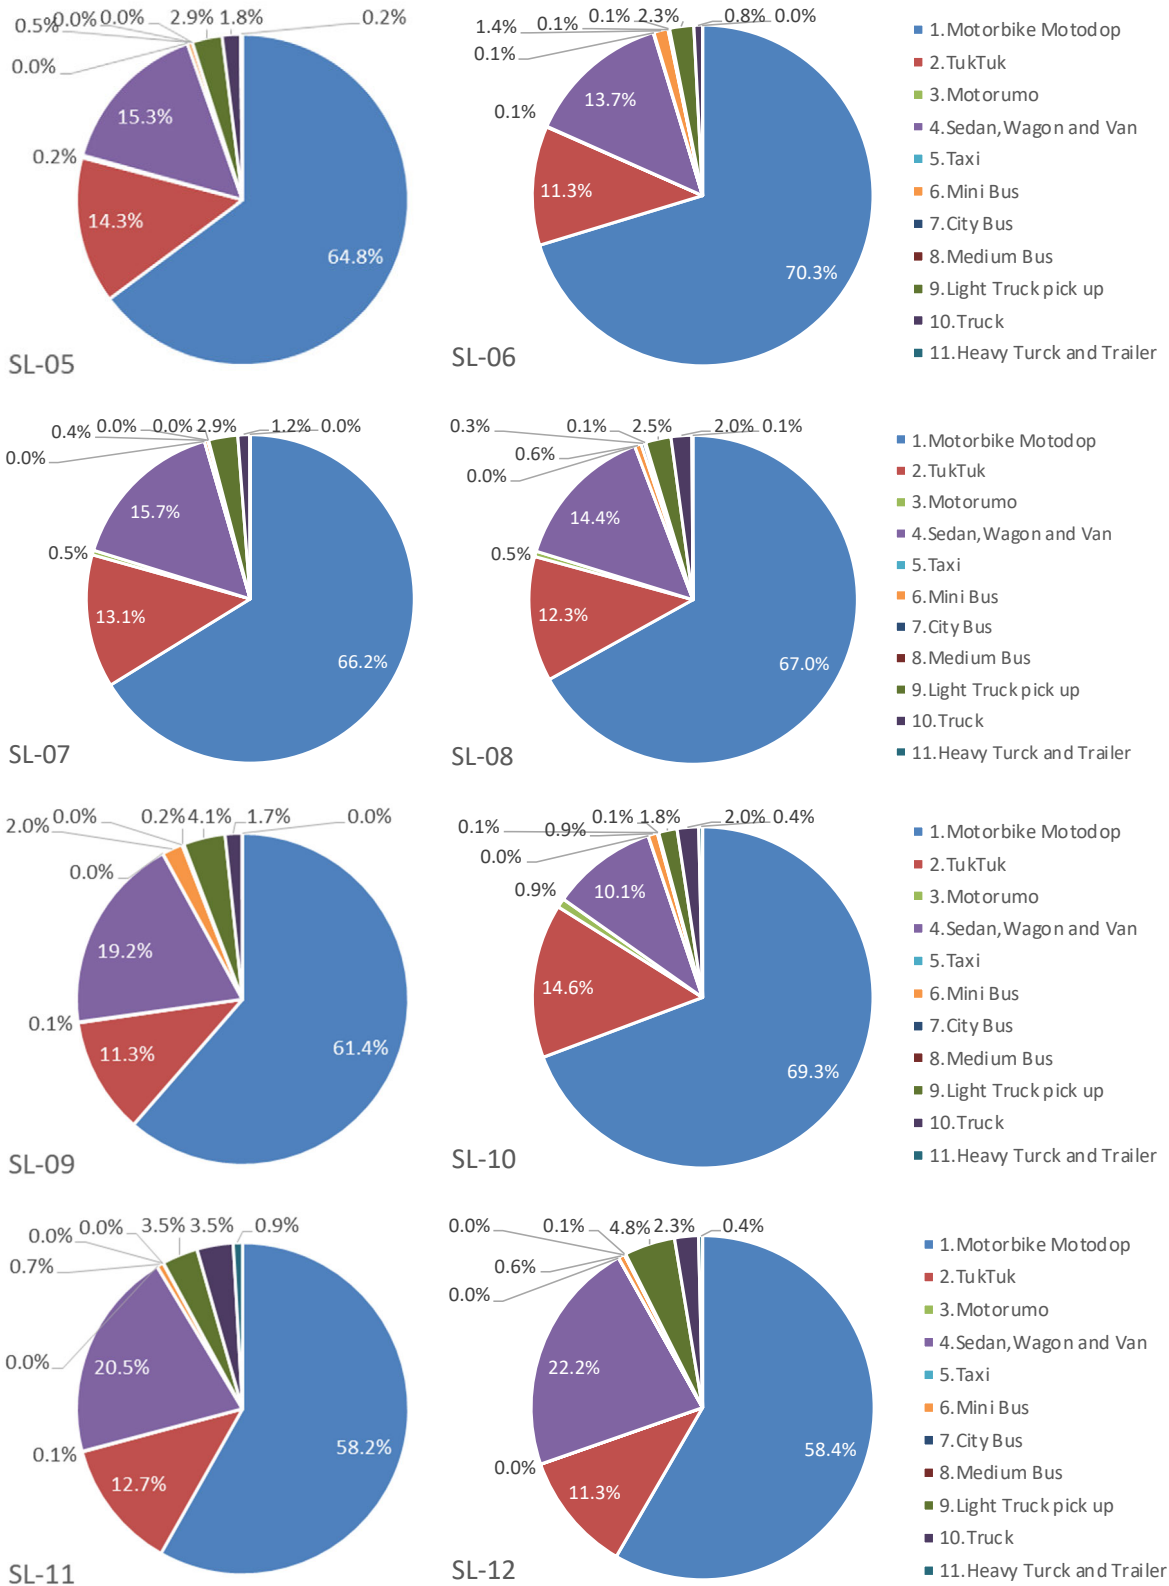 0.5% 0.0% 0.0% 2.9% 1.8% 0.2%
0.0%
15.3%
0.2%
14.3%
64.8%
SL-05
1.4% 0.1% 0.1% 2.3% 0.8% 0.0%
0.1%
13.7%
0.1%
11.3%
70.3%
SL-06
1.Motorbike Motodop
2.TukTuk
3.Motorumo
4.Sedan,Wagon and Van
5.Taxi
6.Mini Bus
7.City Bus
8.Medium Bus
9.Light Truck pick up
10.Truck
11.Heavy Turck and Trailer
0.4% 0.0% 0.0% 2.9% 1.2% 0.0%
0.0%
15.7%
0.5%
13.1%
66.2%
SL-07
0.3% 0.1% 2.5% 2.0% 0.1%
0.6%
0.0%
14.4%
0.5%
12.3%
67.0%
SL-08
1.Motorbike Motodop
2.TukTuk
3.Motorumo
4.Sedan,Wagon and Van
5.Taxi
6.Mini Bus
7.City Bus
8.Medium Bus
9.Light Truck pick up
10.Truck
11.Heavy Turck and Trailer
2.0% 0.0% 0.2% 4.1% 1.7% 0.0%
0.0%
19.2%
0.1%
11.3%
61.4%
SL-09
0.1% 0.9% 0.1% 1.8% 2.0% 0.4%
0.0%
0.9%
10.1%
14.6%
69.3%
SL-10
1.Motorbike Motodop
2.TukTuk
3.Motorumo
4.Sedan,Wagon and Van
5.Taxi
6.Mini Bus
7.City Bus
8.Medium Bus
9.Light Truck pick up
10.Truck
11.Heavy Turck and Trailer
0.0% 0.0% 3.5% 3.5% 0.9%
0.7%
0.0%
20.5%
0.1%
12.7%
58.2%
SL-11
0.0% 0.1% 4.8% 2.3% 0.4%
0.6%
0.0%
22.2%
0.0%
11.3%
58.4%
SL-12
1.Motorbike Motodop
2.TukTuk
3.Motorumo
4.Sedan,Wagon and Van
5.Taxi
6.Mini Bus
7.City Bus
8.Medium Bus
9.Light Truck pick up
10.Truck
11.Heavy Turck and Trailer